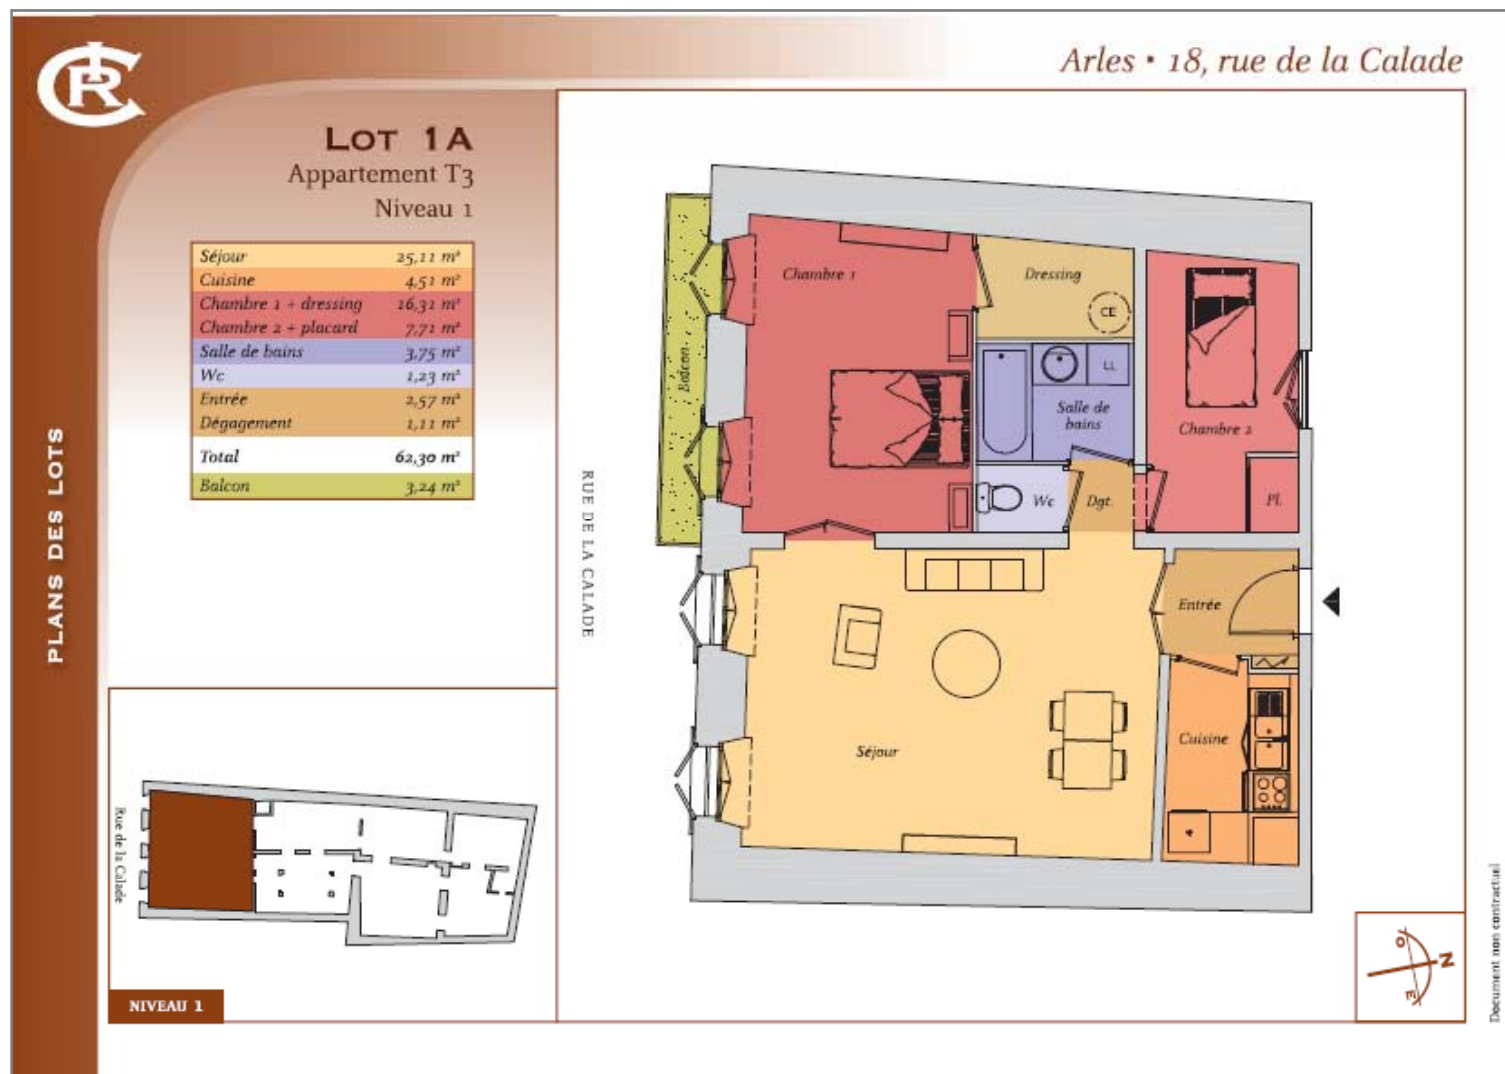 CRI
Arles • 18, rue de la Calade
LOT 1A
Appartement T3
Niveau 1
Séjour 25,11 m²
Cuisine 4,51 m²
Chambre 1 + dressing 16,31 m²
Chambre 2 + placard 7,71 m²
Salle de bains 3,75 m²
Wc 1,23 m²
Entrée 2,57 m²
Dégagement 1,11 m²
Total 62,30 m²
Balcon 3,24 m²
PLANS DES LOTS
RUE DE LA CALADE
Balcon
Chambre 1
Dressing
CE
LL
Salle de
bains
Chambre 2
Wc
Dgt.
Pl.
Entrée
Séjour
Cuisine
Rue de la Calade
NIVEAU 1
O
N
E
Document non contractuel